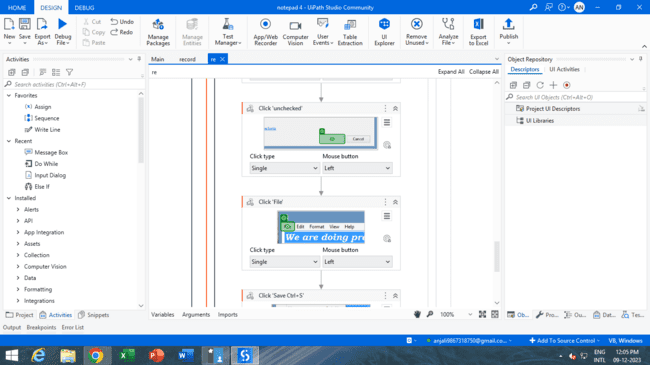 notepad 4 - UiPath Studio Community
AN
HOME DESIGN DEBUG
New Save Export As Debug File
Cut Copy Paste
Undo Redo
Manage Packages
Manage Entities
Test Manager
App/Web Recorder
Computer Vision
User Events
Table Extraction
UI Explorer
Remove Unused
Analyze File
Export to Excel
Publish
Activities
Search activities (Ctrl+Alt+F)
Favorites
Assign
Sequence
Write Line
Recent
Message Box
Do While
Input Dialog
Else If
Installed
Alerts
API
App Integration
Assets
Collection
Computer Vision
Data
Formatting
Integrations
Project Activities Snippets
Main record re
re
Expand All Collapse All
Click 'unchecked'
Cancel
Click type Mouse button
Single Left
Click 'File'
File Edit Format View Help
We are doing pr
Click type Mouse button
Single Left
Click 'Save Ctrl+S'
Variables Arguments Imports
100%
Object Repository
Descriptors UI Activities
Search UI Objects (Ctrl+Alt+O)
Project UI Descriptors
UI Libraries
Ob... Pro... Ou... Dat... Tes...
Output Breakpoints Error List
anja69867318750@gmail.co...
Add To Source Control
VB, Windows
ENG
INTL
12:05 PM
09-12-2023